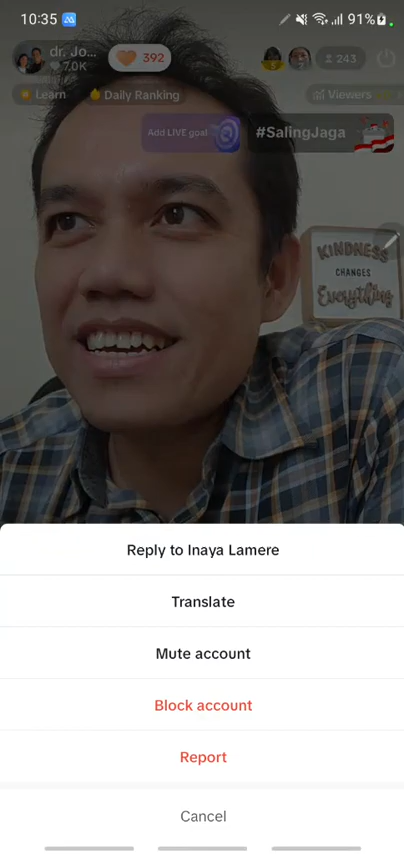 10:35
91%
dr. Jo...
7.0K
392
243
Learn
Daily Ranking
Viewers
Add LIVE goal
#SalingJaga
KINDNESS
CHANGES
Everything
Reply to Inaya Lamere
Translate
Mute account
Block account
Report
Cancel